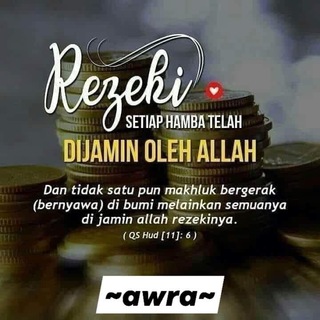 Rezeki
SETIAP HAMBA TELAH
DIJAMIN OLEH ALLAH
Dan tidak satu pun makhluk bergerak
(bernyawa) di bumi melainkan semuanya
di jamin allah rezekinya.
( QS Hud [11]: 6 )
~awra~